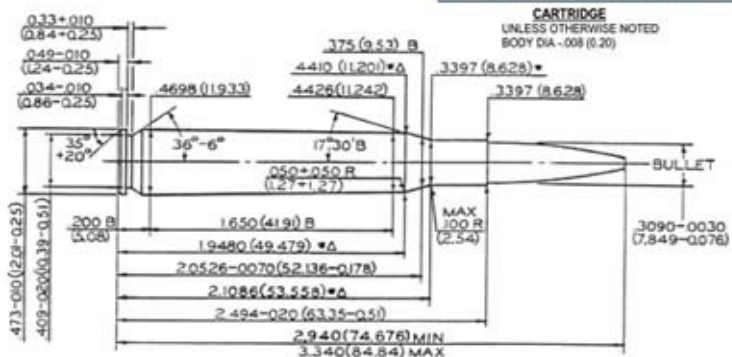 CARTRIDGE
UNLESS OTHERWISE NOTED
BODY DIA -.008 (0.20)
.033+.010
(0.84+0.25)
.049-.010
(1.24-0.25)
.034-.010
(0.86-0.25)
.375 (9.53) B
.4410 (11.201)*Δ
.4426 (11.242)
.3397 (8.628)*
.3397 (8.628)
.4698 (11.933)
35°
+20°
36°-6°
17°30'B
.050+.050 R
(1.27+1.27)
BULLET
.3090-.0030
(7.849-0.076)
MAX
.100 R
(2.54)
.200 B
(5.08)
1.650 (41.91) B
1.9480 (49.479) *Δ
2.0526-.0070 (52.136-0.178)
2.1086 (53.558)*Δ
2.494-.020 (63.35-0.51)
2.940 (74.676) MIN
3.340 (84.84) MAX
.473-.010 (12.01-0.25)
.409-.020 (10.39-0.51)